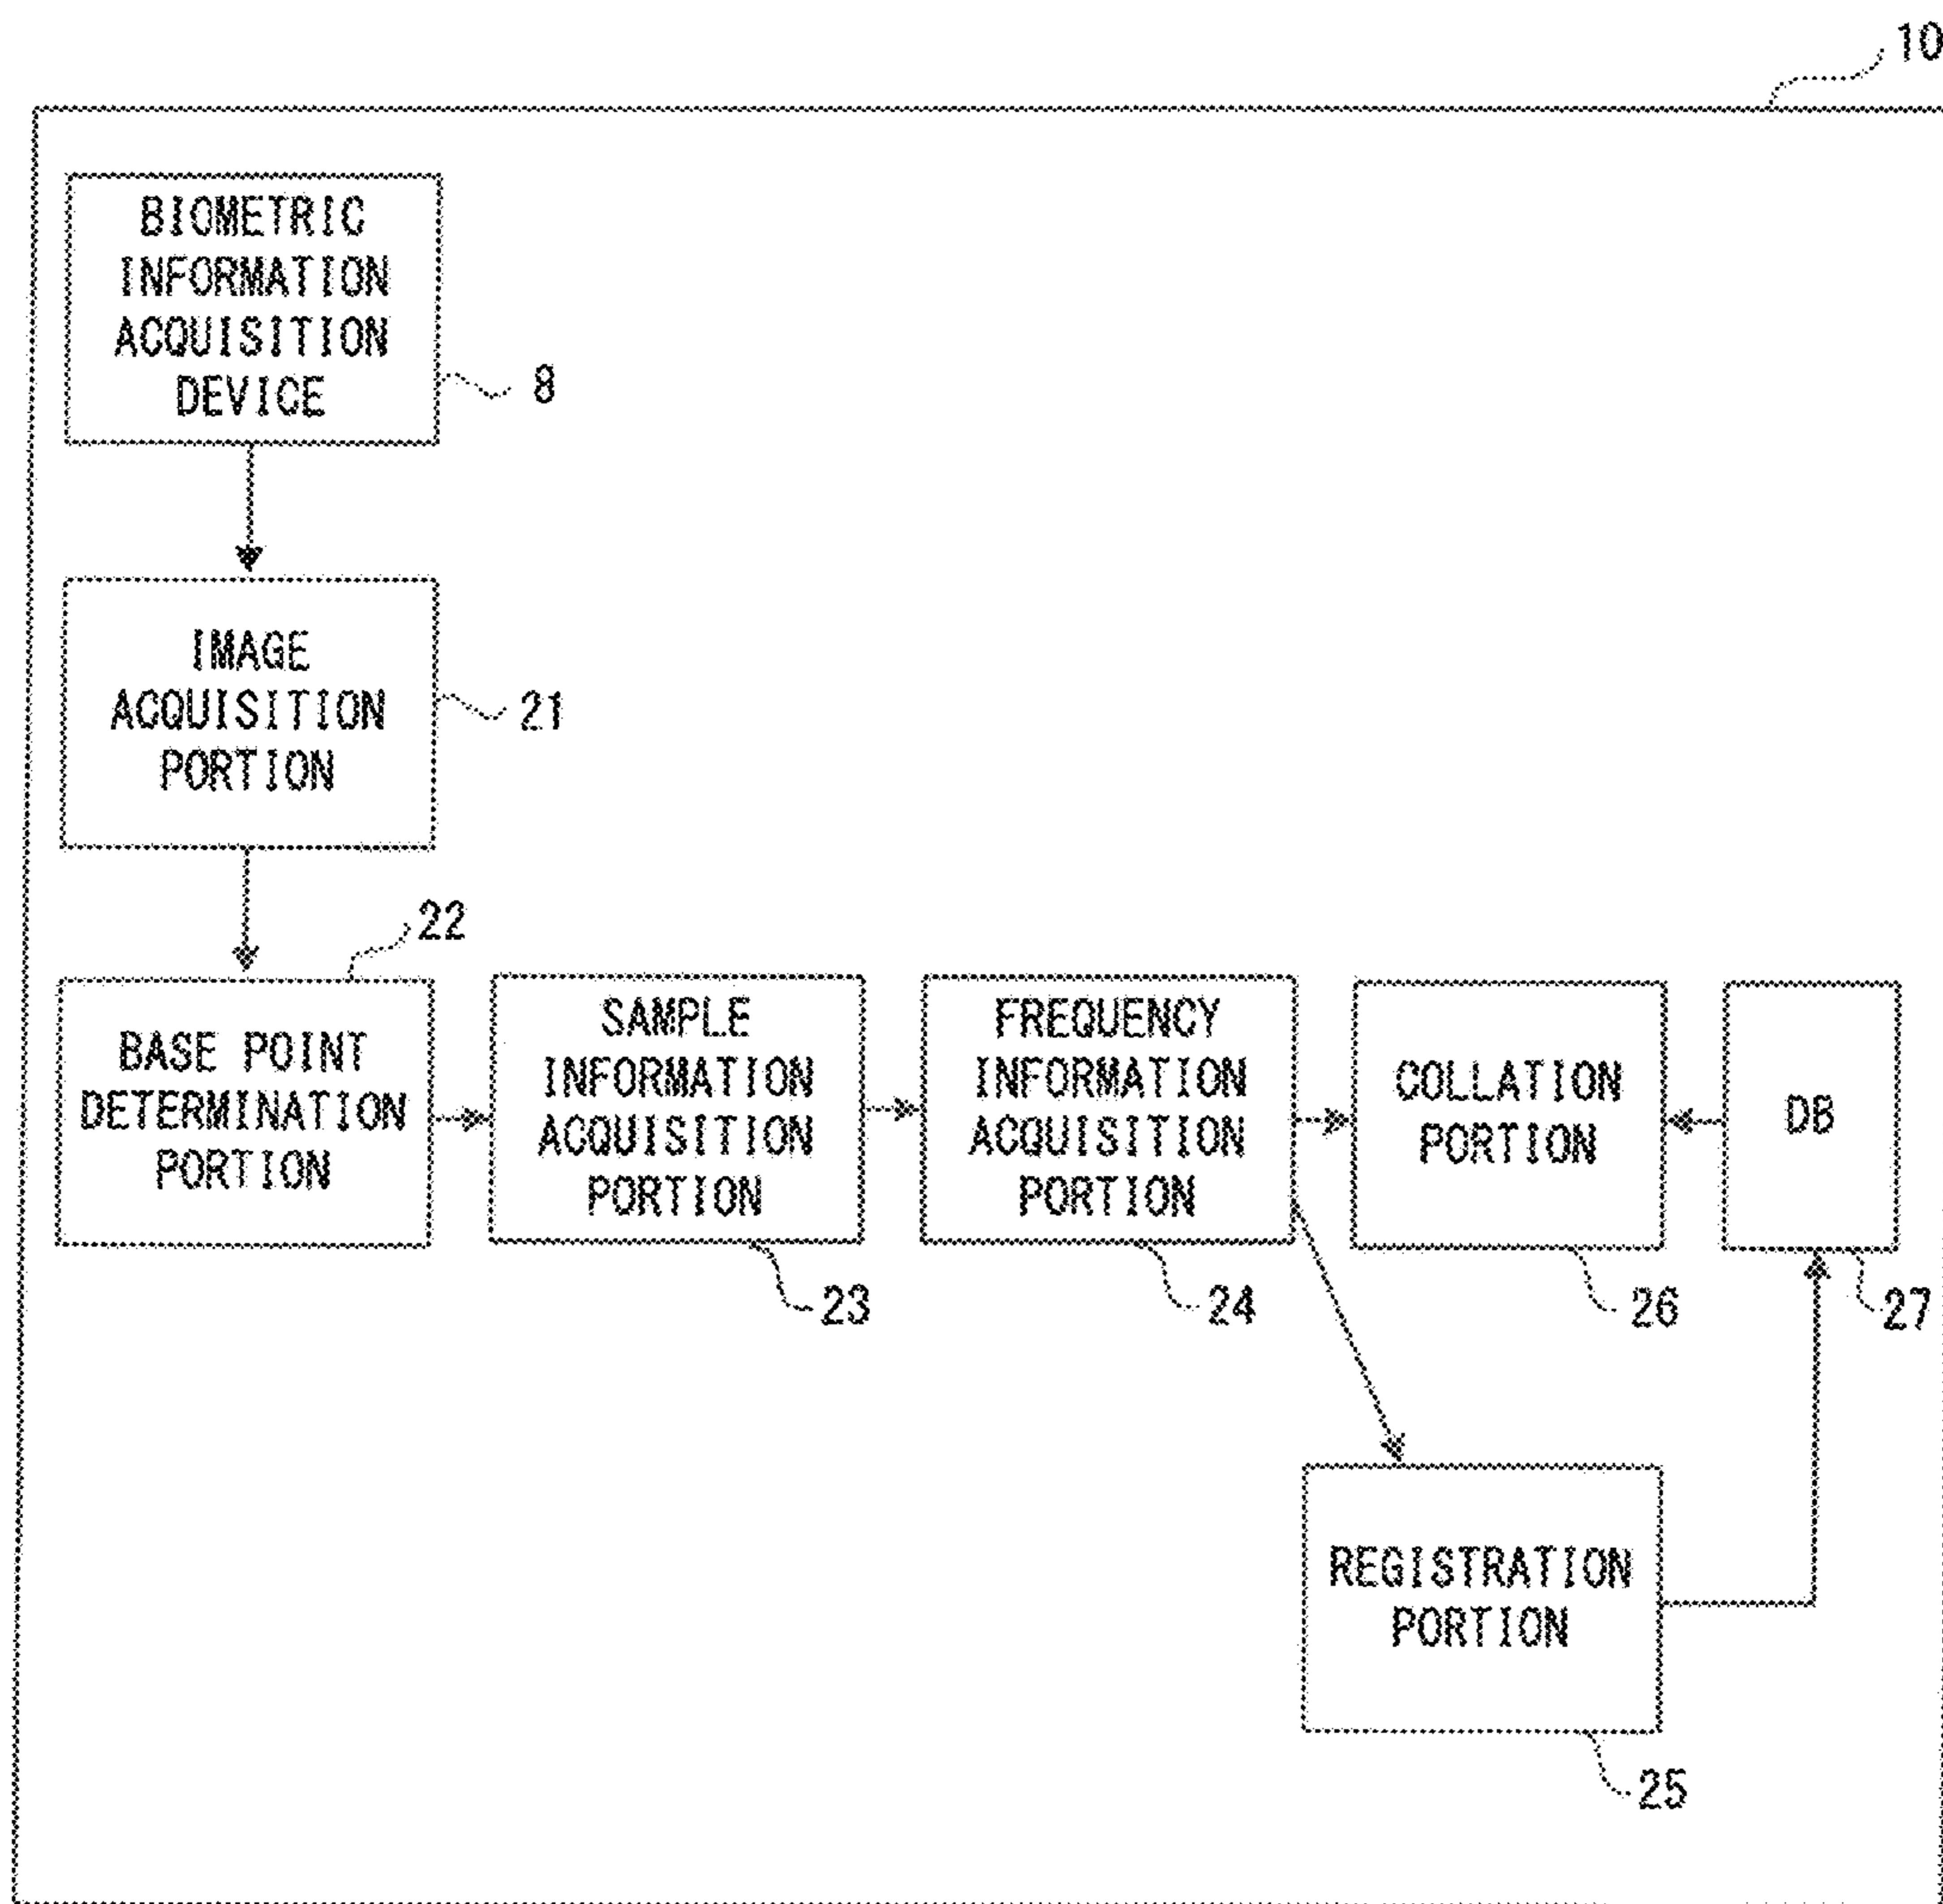 10
BIOMETRIC
INFORMATION
ACQUISITION
DEVICE
8
IMAGE
ACQUISITION
PORTION
21
22
BASE POINT
DETERMINATION
PORTION
SAMPLE
INFORMATION
ACQUISITION
PORTION
23
FREQUENCY
INFORMATION
ACQUISITION
PORTION
24
COLLATION
PORTION
26
DB
27
REGISTRATION
PORTION
25